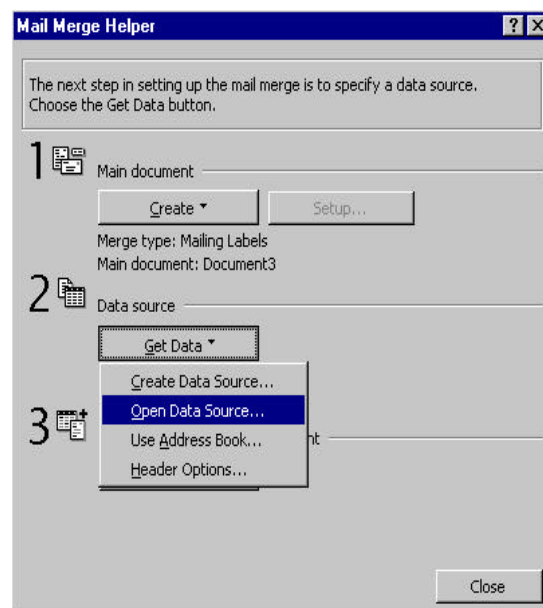 Mail Merge Helper
The next step in setting up the mail merge is to specify a data source.
Choose the Get Data button.
1
Main document
Create
Setup...
Merge type: Mailing Labels
Main document: Document3
2
Data source
Get Data
Create Data Source...
Open Data Source...
3
Use Address Book...
Header Options...
Close